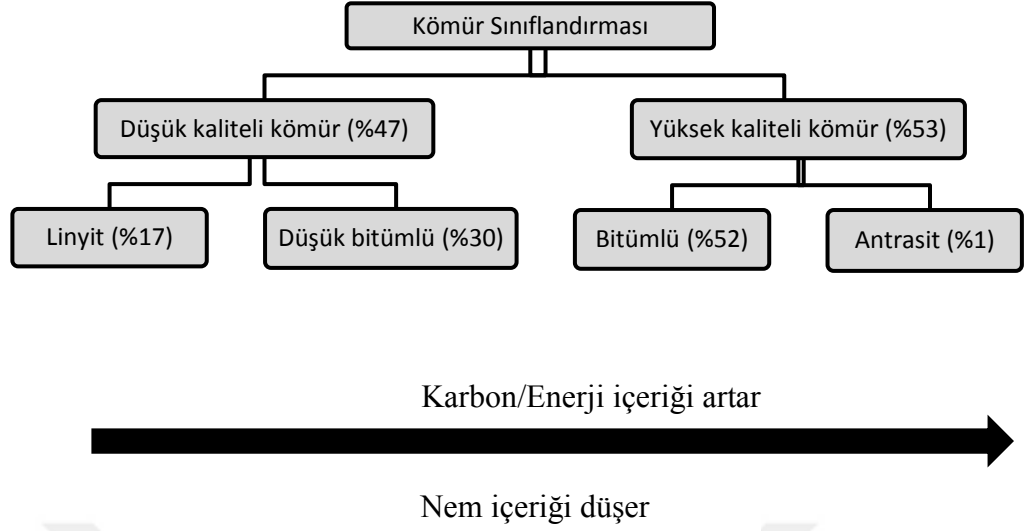 Kömür Sınıflandırması
Düşük kaliteli kömür (%47)
Yüksek kaliteli kömür (%53)
Linyit (%17)
Düşük bitümlü (%30)
Bitümlü (%52)
Antrasit (%1)
Karbon/Enerji içeriği artar
Nem içeriği düşer